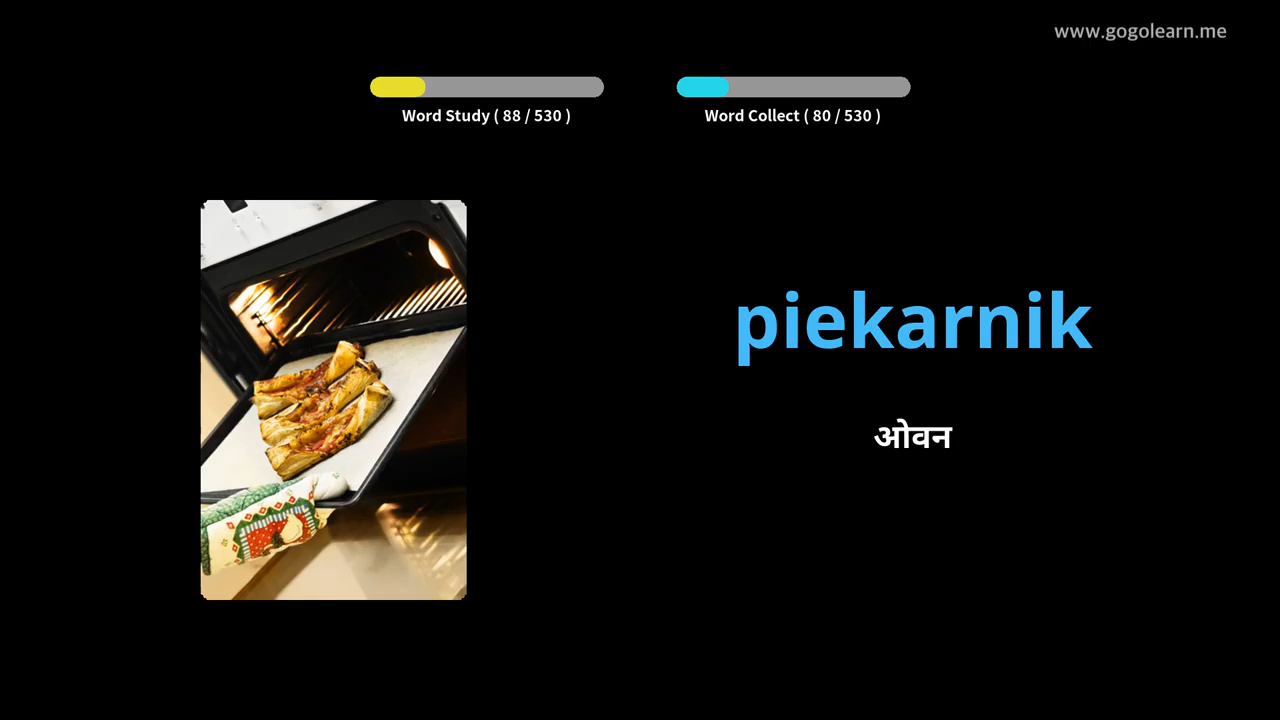 www.gogolearn.me
Word Study ( 88 / 530 )
Word Collect ( 80 / 530 )
piekarnik
ओवन